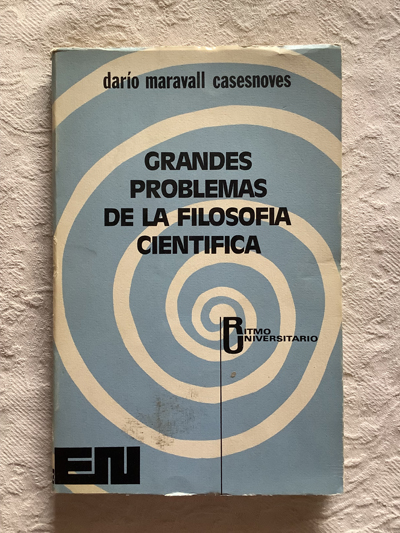 darío maravall casesnoves
GRANDES
PROBLEMAS
DE LA FILOSOFIA
CIENTIFICA
RITMO
UNIVERSITARIO
EN